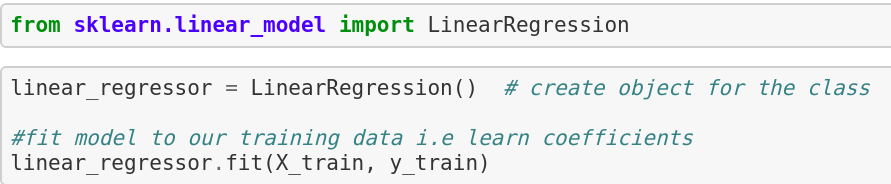 from sklearn.linear_model import LinearRegression
linear_regressor = LinearRegression()  # create object for the class
#fit model to our training data i.e learn coefficients
linear_regressor.fit(X_train, y_train)